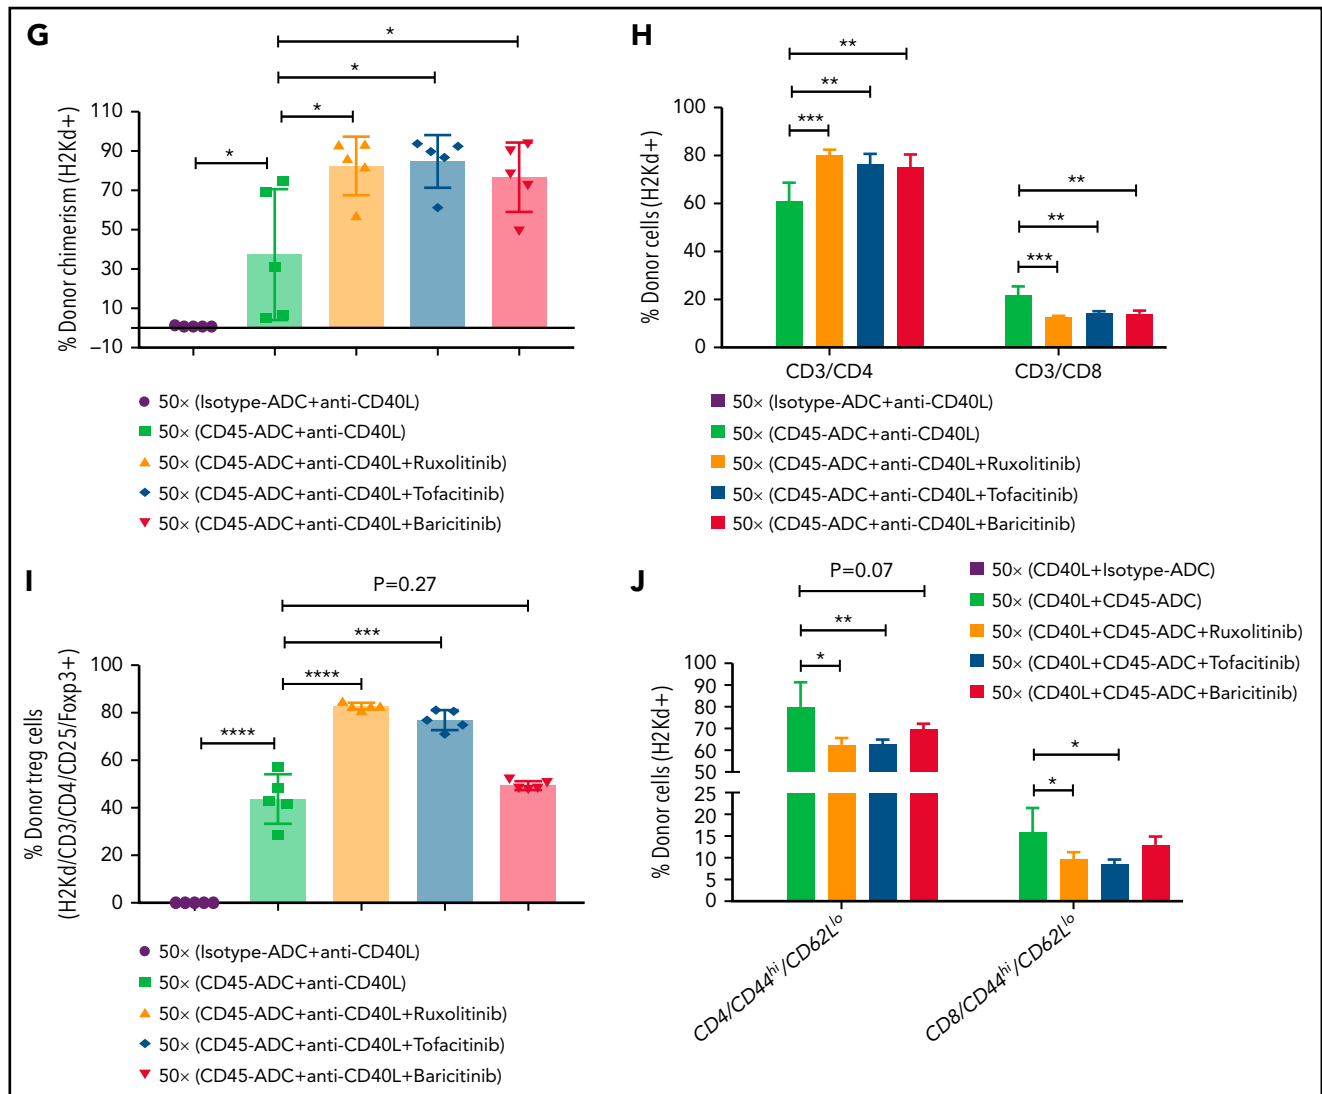 G
*
*
*
*
% Donor chimerism (H2Kd+)
110
90
70
50
30
10
−10
50× (Isotype-ADC+anti-CD40L)
50× (CD45-ADC+anti-CD40L)
50× (CD45-ADC+anti-CD40L+Ruxolitinib)
50× (CD45-ADC+anti-CD40L+Tofacitinib)
50× (CD45-ADC+anti-CD40L+Baricitinib)
H
**
**
***
**
**
***
% Donor cells (H2Kd+)
100
80
60
40
20
0
CD3/CD4 CD3/CD8
50× (Isotype-ADC+anti-CD40L)
50× (CD45-ADC+anti-CD40L)
50× (CD45-ADC+anti-CD40L+Ruxolitinib)
50× (CD45-ADC+anti-CD40L+Tofacitinib)
50× (CD45-ADC+anti-CD40L+Baricitinib)
I
P=0.27
***
****
****
% Donor treg cells
(H2Kd/CD3/CD4/CD25/Foxp3+)
100
80
60
40
20
0
50× (Isotype-ADC+anti-CD40L)
50× (CD45-ADC+anti-CD40L)
50× (CD45-ADC+anti-CD40L+Ruxolitinib)
50× (CD45-ADC+anti-CD40L+Tofacitinib)
50× (CD45-ADC+anti-CD40L+Baricitinib)
J
50× (CD40L+Isotype-ADC)
50× (CD40L+CD45-ADC)
50× (CD40L+CD45-ADC+Ruxolitinib)
50× (CD40L+CD45-ADC+Tofacitinib)
50× (CD40L+CD45-ADC+Baricitinib)
P=0.07
**
*
*
*
% Donor cells (H2Kd+)
100
90
80
70
60
50
25
20
15
10
5
0
CD4/CD44hi/CD62Llo
CD8/CD44hi/CD62Llo